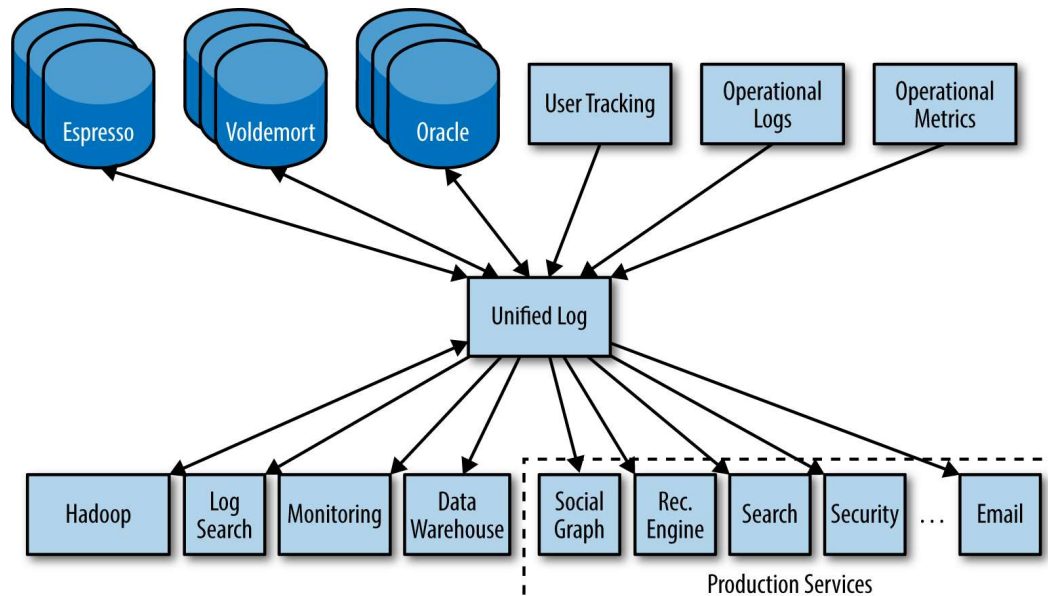 Espresso
Voldemort
Oracle
User Tracking
Operational
Logs
Operational
Metrics
Unified Log
Hadoop
Log
Search
Monitoring
Data
Warehouse
Social
Graph
Rec.
Engine
Search
Security
...
Email
Production Services